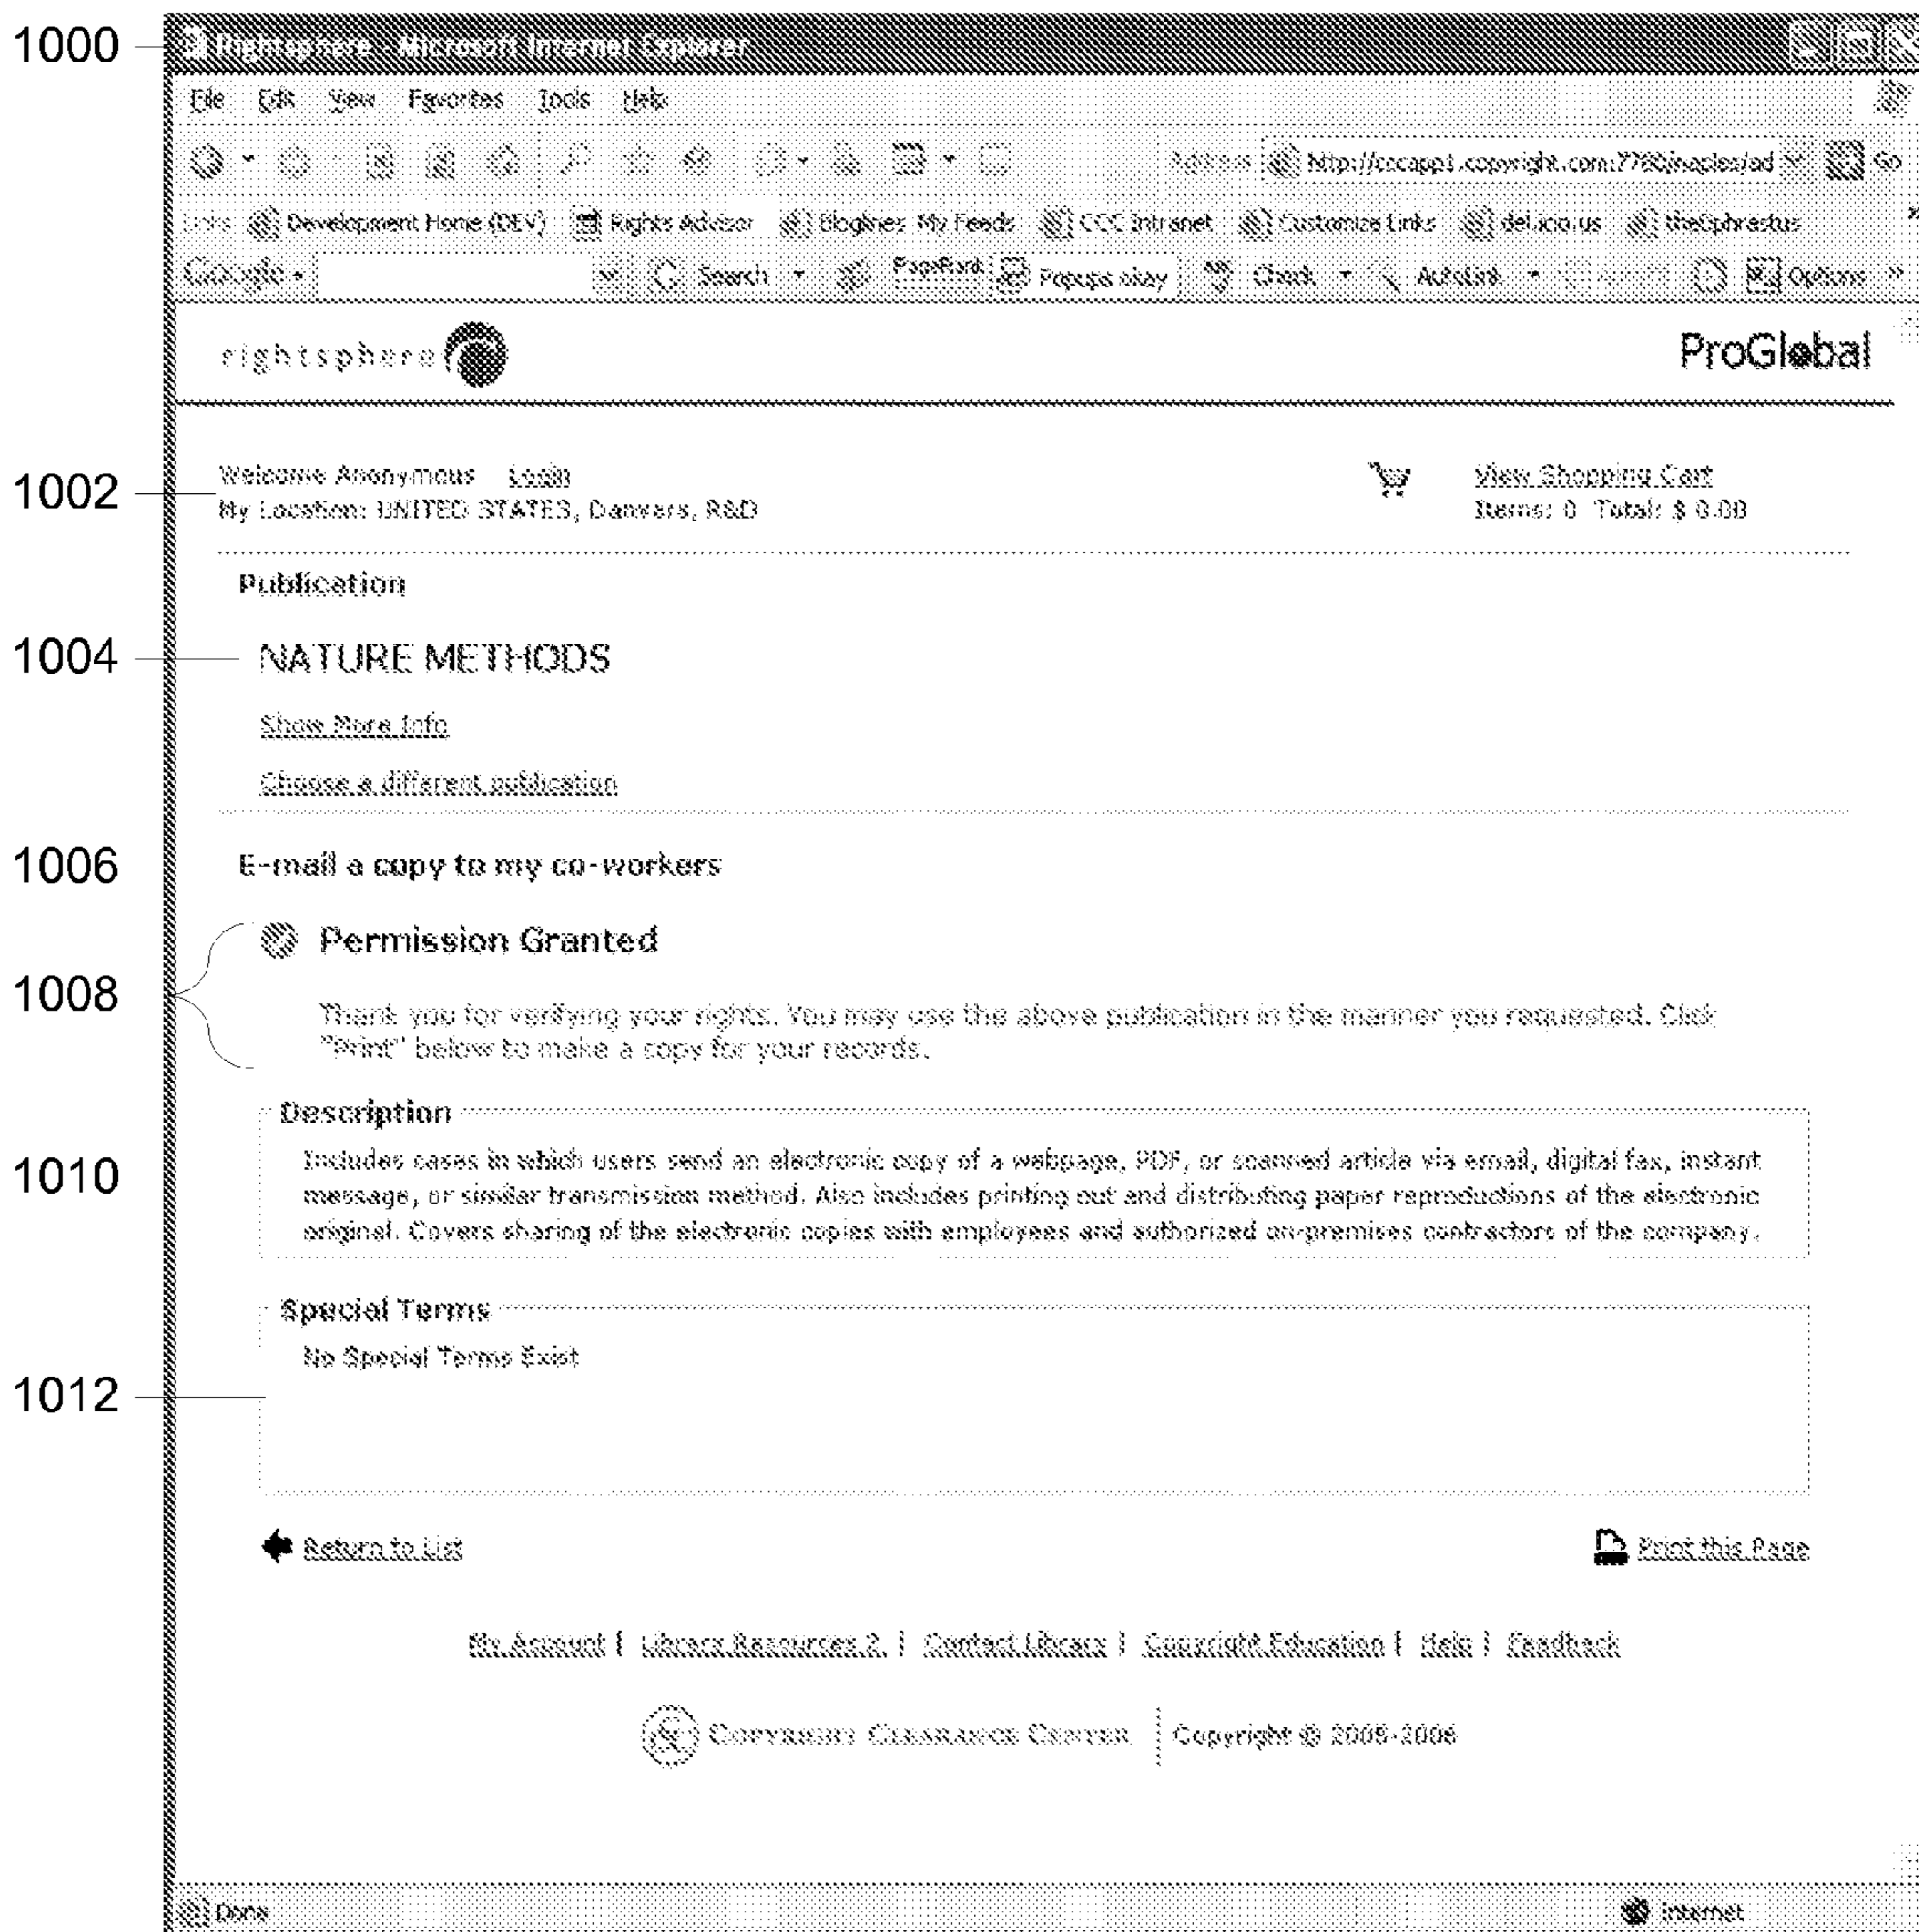 1000
Rightsphere - Microsoft Internet Explorer
File Edit View Favorites Tools Help
Address Go
Links Development Home (DEV) Rights Advisor Bloglines My Feeds CCC Intranet Customize Links del.icio.us theophrastus
Google Search PageRank Popups okay Check AutoLink Options
rightsphere
ProGlobal
1002
Welcome Anonymous Login
My Location: UNITED STATES, Danvers, R&D
View Shopping Cart
Items: 0 Total: $ 0.00
Publication
1004
NATURE METHODS
Show More Info
Choose a different publication
1006
E-mail a copy to my co-workers
1008
Permission Granted
Thank you for verifying your rights. You may use the above publication in the manner you requested. Click
"Print" below to make a copy for your records.
1010
Description
Includes cases in which users send an electronic copy of a webpage, PDF, or scanned article via email, digital fax, instant
message, or similar transmission method. Also includes printing out and distributing paper reproductions of the electronic
original. Covers sharing of the electronic copies with employees and authorized on-premises contractors of the company.
Special Terms
No Special Terms Exist
1012
Return to List
Print this Page
My Account | Library Resources 2. | Contact Library | Copyright Education | Help | Feedback
COPYRIGHT CLEARANCE CENTER Copyright © 2005-2006
Done
Internet